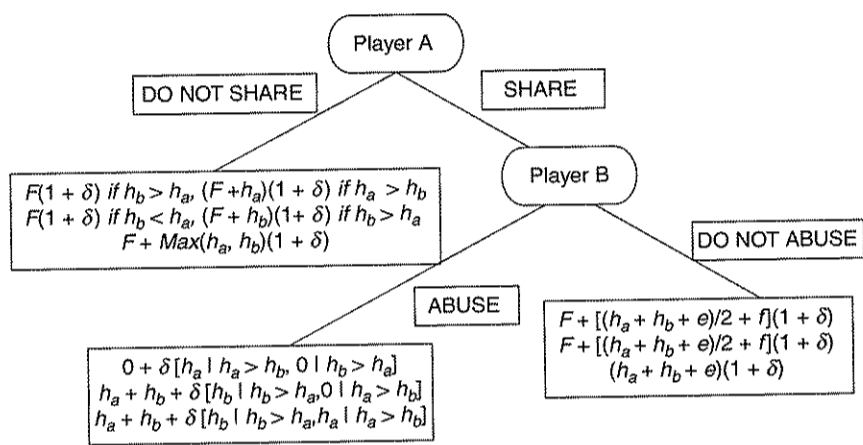 Player A
DO NOT SHARE
SHARE
F(1 + δ) if h_b > h_a, (F + h_a)(1 + δ) if h_a > h_b
F(1 + δ) if h_b < h_a, (F + h_b)(1 + δ) if h_b > h_a
F + Max(h_a, h_b)(1 + δ)
Player B
DO NOT ABUSE
ABUSE
F + [(h_a + h_b + e)/2 + f](1 + δ)
F + [(h_a + h_b + e)/2 + f](1 + δ)
(h_a + h_b + e)(1 + δ)
0 + δ[h_a | h_a > h_b, 0 | h_b > h_a]
h_a + h_b + δ[h_b | h_b > h_a, 0 | h_a > h_b]
h_a + h_b + δ[h_b | h_b > h_a, h_a | h_a > h_b]